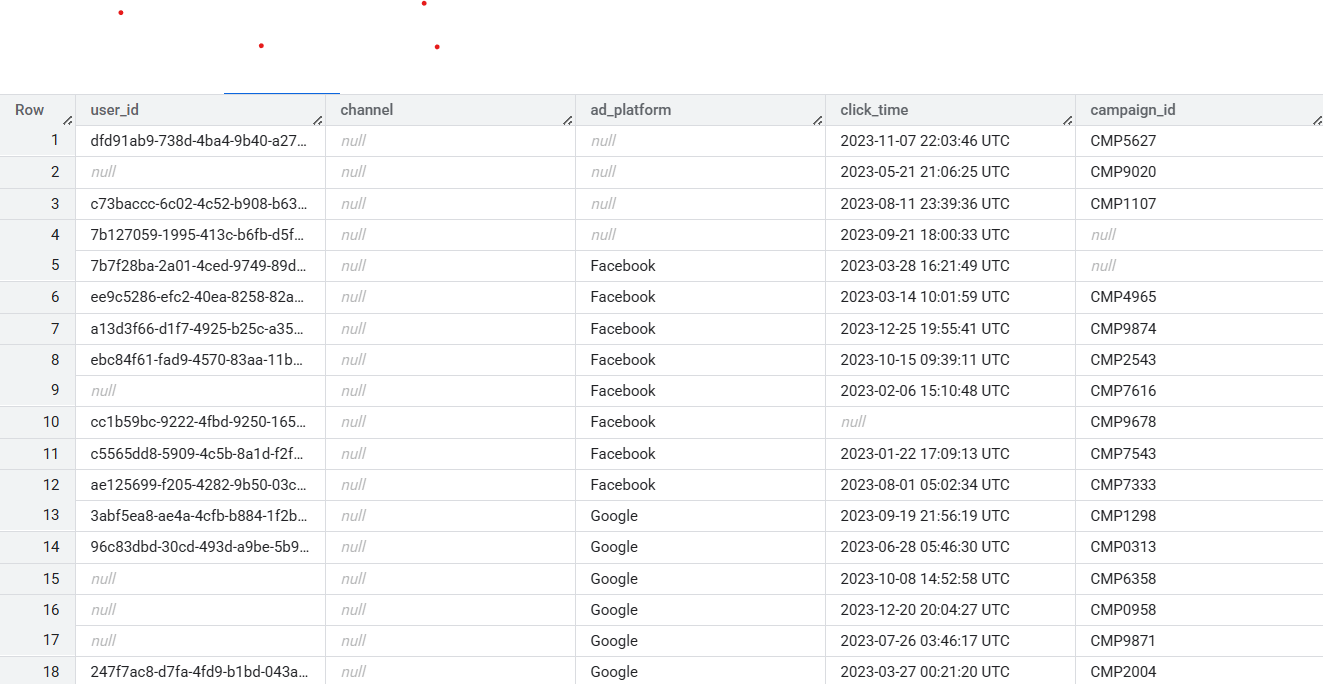 Row user_id channel ad_platform click_time campaign_id
1 dfd91ab9-738d-4ba4-9b40-a27... null null 2023-11-07 22:03:46 UTC CMP5627
2 null null null 2023-05-21 21:06:25 UTC CMP9020
3 c73baccc-6c02-4c52-b908-b63... null null 2023-08-11 23:39:36 UTC CMP1107
4 7b127059-1995-413c-b6fb-d5f... null null 2023-09-21 18:00:33 UTC null
5 7b7f28ba-2a01-4ced-9749-89d... null Facebook 2023-03-28 16:21:49 UTC null
6 ee9c5286-efc2-40ea-8258-82a... null Facebook 2023-03-14 10:01:59 UTC CMP4965
7 a13d3f66-d1f7-4925-b25c-a35... null Facebook 2023-12-25 19:55:41 UTC CMP9874
8 ebc84f61-fad9-4570-83aa-11b... null Facebook 2023-10-15 09:39:11 UTC CMP2543
9 null null Facebook 2023-02-06 15:10:48 UTC CMP7616
10 cc1b59bc-9222-4fbd-9250-165... null Facebook null CMP9678
11 c5565dd8-5909-4c5b-8a1d-f2f... null Facebook 2023-01-22 17:09:13 UTC CMP7543
12 ae125699-f205-4282-9b50-03c... null Facebook 2023-08-01 05:02:34 UTC CMP7333
13 3abf5ea8-ae4a-4cfb-b884-1f2b... null Google 2023-09-19 21:56:19 UTC CMP1298
14 96c83dbd-30cd-493d-a9be-5b9... null Google 2023-06-28 05:46:30 UTC CMP0313
15 null null Google 2023-10-08 14:52:58 UTC CMP6358
16 null null Google 2023-12-20 20:04:27 UTC CMP0958
17 null null Google 2023-07-26 03:46:17 UTC CMP9871
18 247f7ac8-d7fa-4fd9-b1bd-043a... null Google 2023-03-27 00:21:20 UTC CMP2004